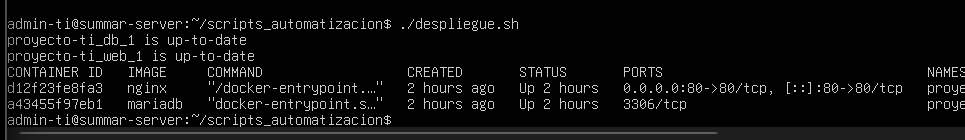 admin-ti@summar-server:~/scripts_automatizacion$ ./despliegue.sh
proyecto-ti_db_1 is up-to-date
proyecto-ti_web_1 is up-to-date
CONTAINER ID   IMAGE     COMMAND                  CREATED       STATUS       PORTS                                 NAMES
d12f23fe8fa3   nginx     "/docker-entrypoint.…"   2 hours ago   Up 2 hours   0.0.0.0:80->80/tcp, [::]:80->80/tcp   proye
a43455f97eb1   mariadb   "docker-entrypoint.s…"   2 hours ago   Up 2 hours   3306/tcp                              proye
admin-ti@summar-server:~/scripts_automatizacion$